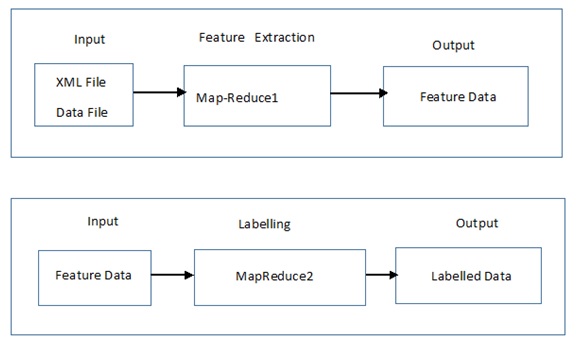 Input
Feature Extraction
Output
XML File
Data File
Map-Reduce1
Feature Data
Input
Labelling
Output
Feature Data
MapReduce2
Labelled Data